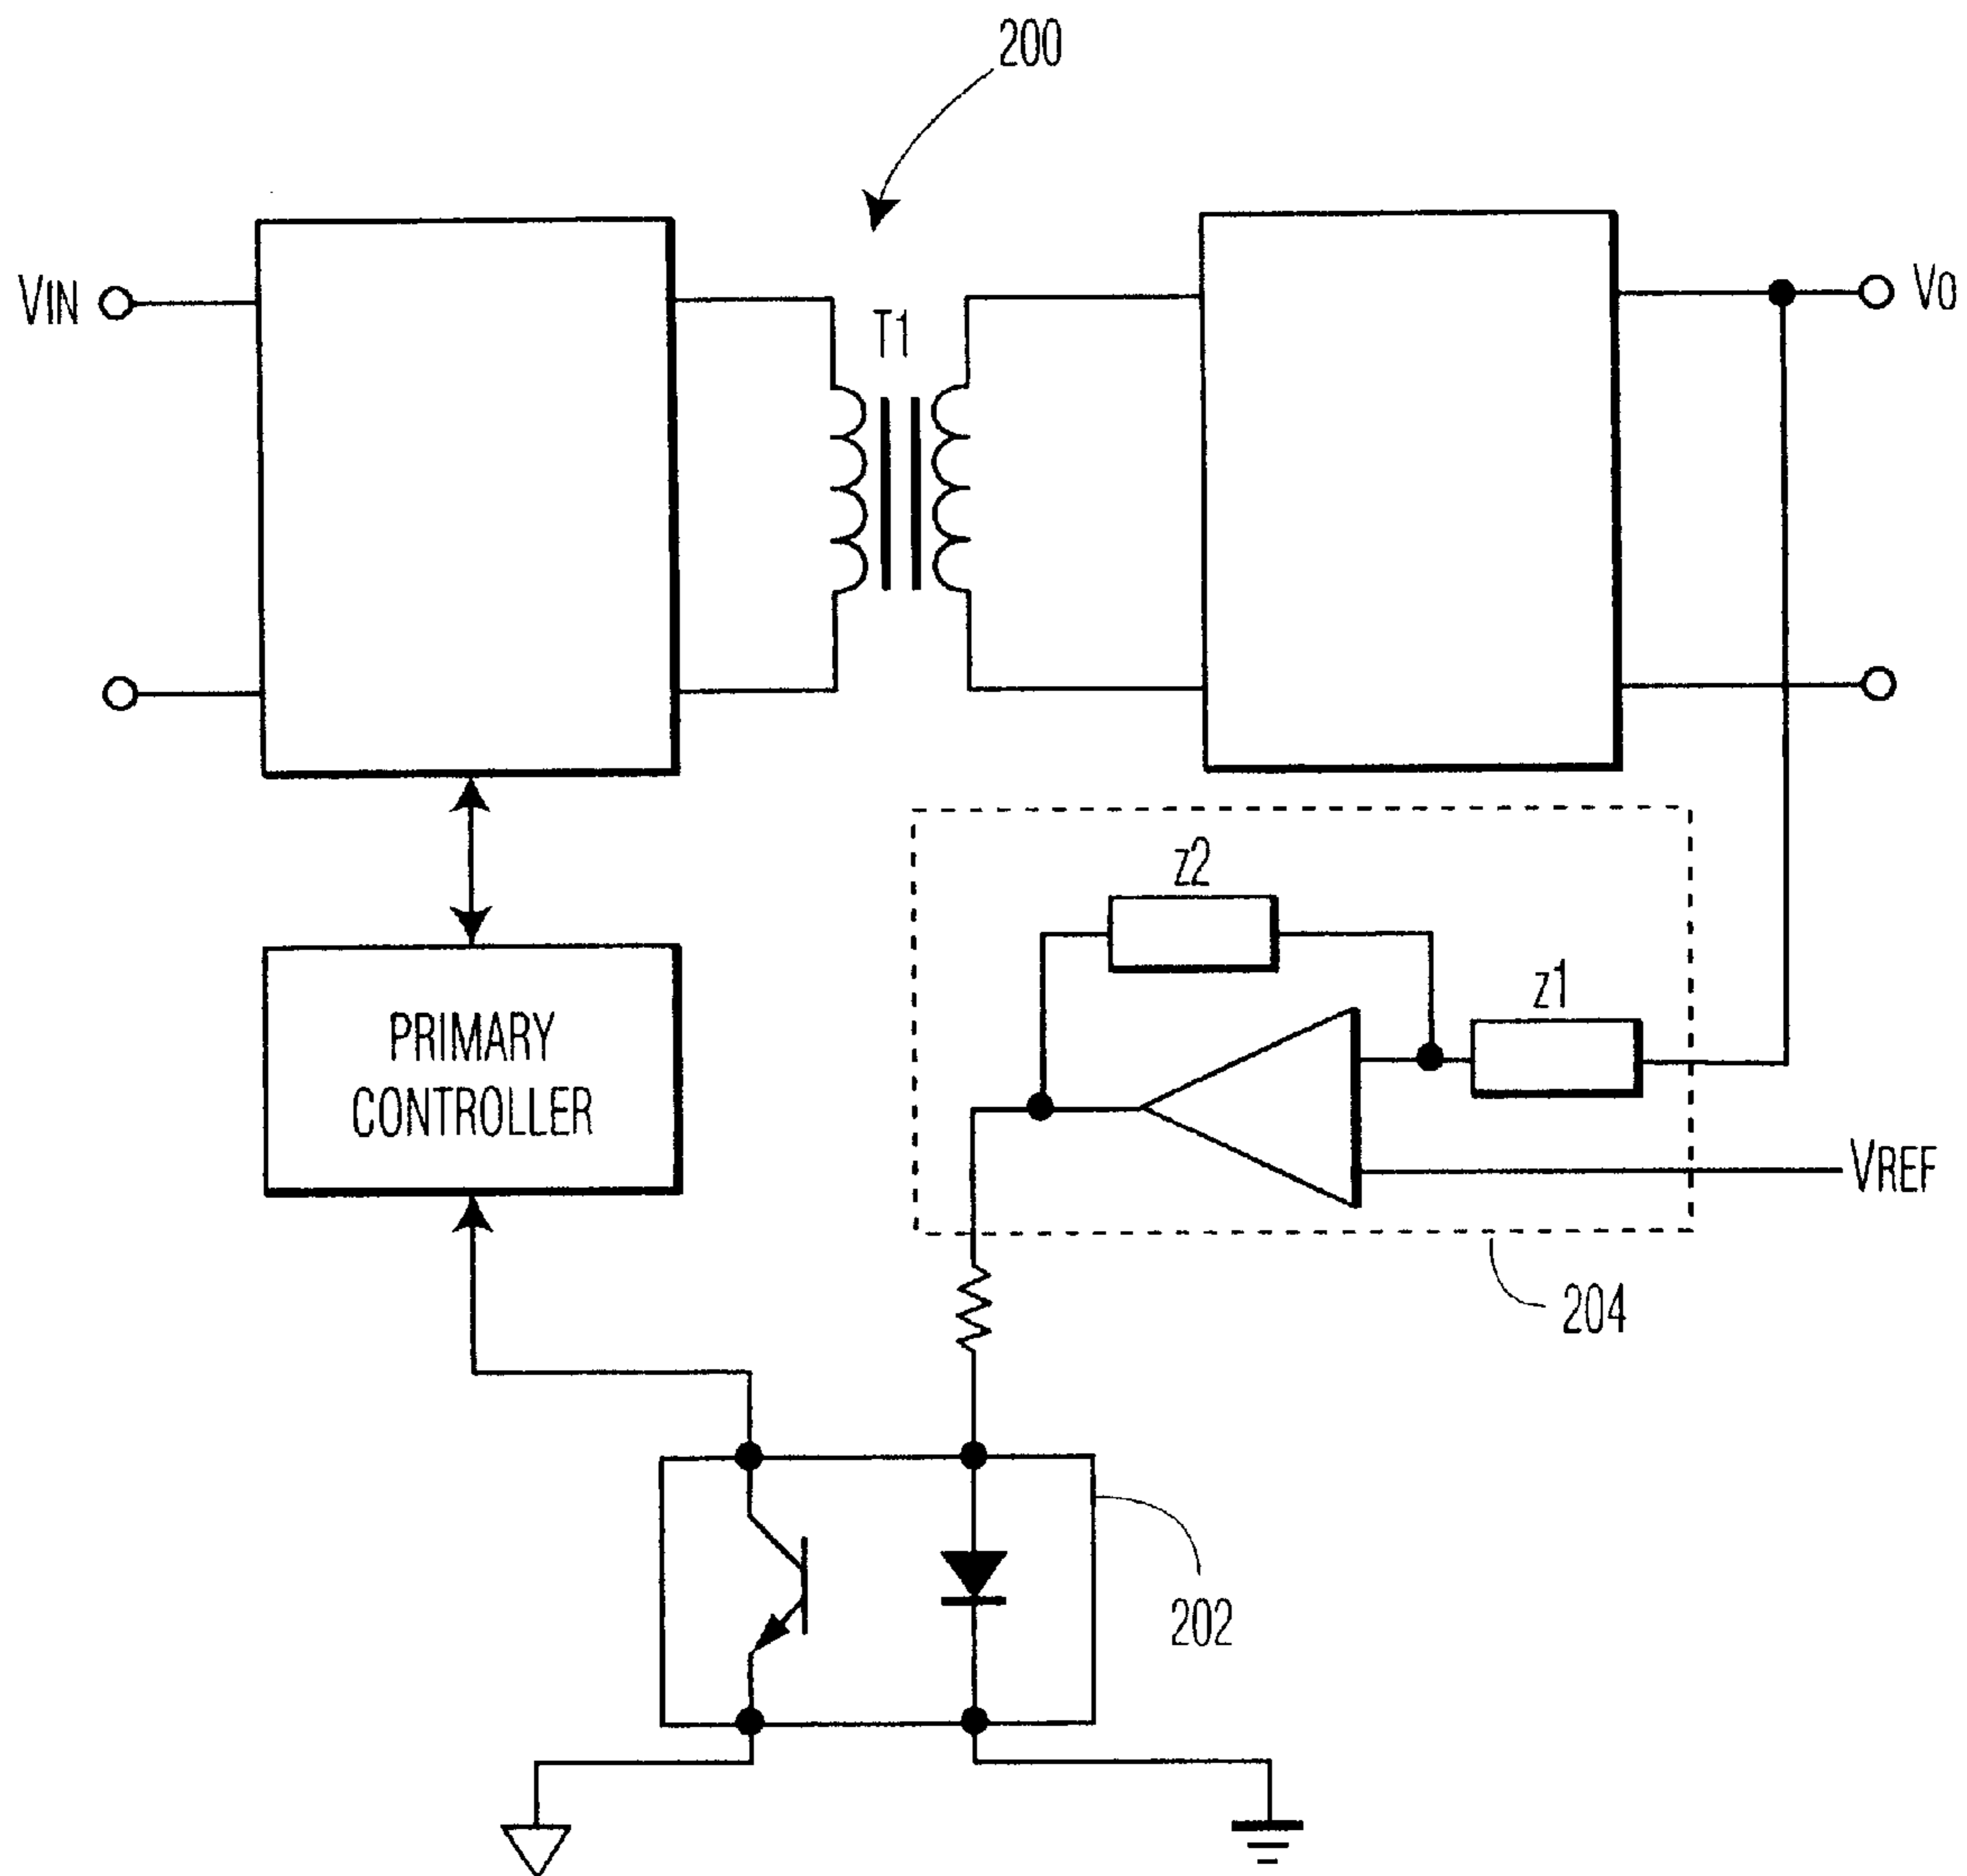 200
VIN
T1
VO
Z2
Z1
PRIMARY
CONTROLLER
VREF
204
202